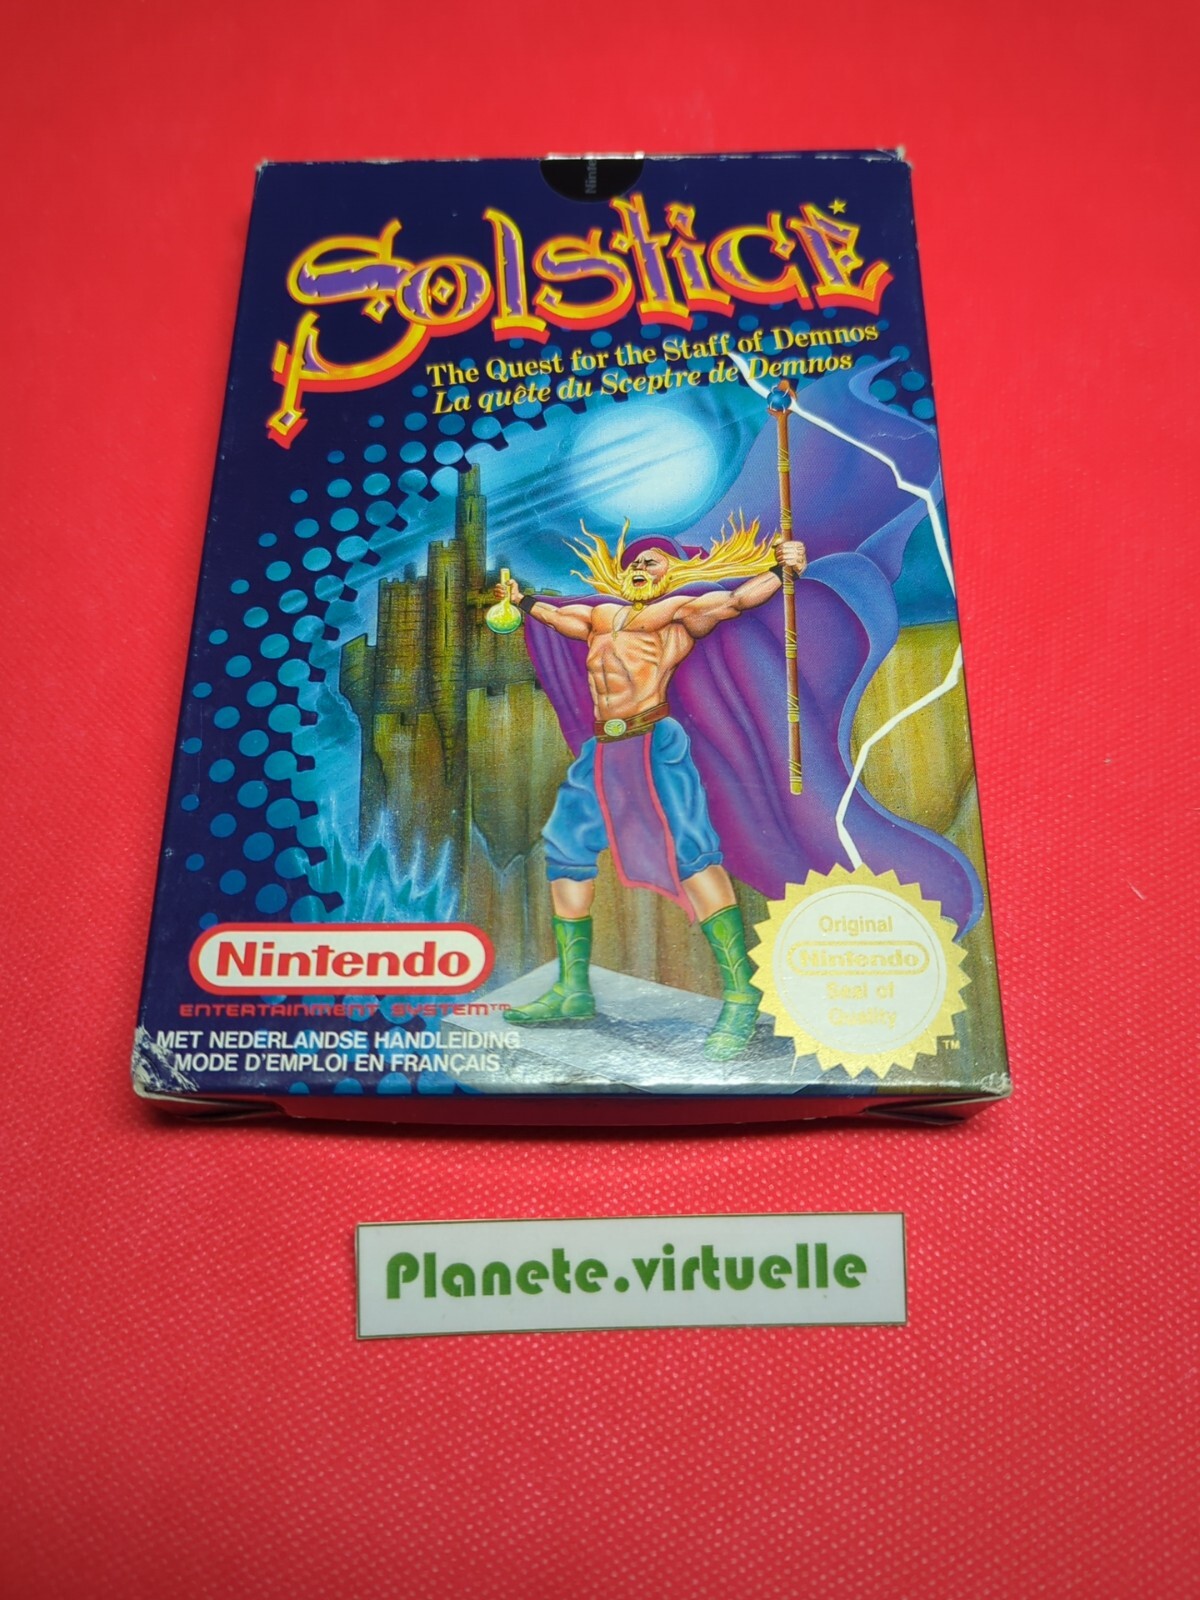 Ninte
Solstice
The Quest for the Staff of Demnos
La quête du Sceptre de Demnos
Original
Nintendo
Seal of
Quality
TM
Nintendo
ENTERTAINMENT SYSTEM™
MET NEDERLANDSE HANDLEIDING
MODE D'EMPLOI EN FRANÇAIS
Planete.virtuelle